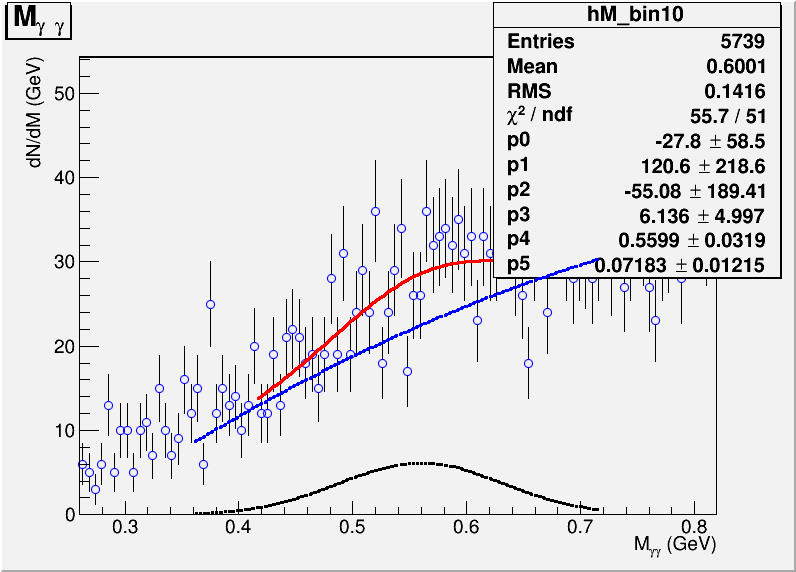 Mγ γ
hM_bin10
Entries 5739
Mean 0.6001
RMS 0.1416
χ² / ndf 55.7 / 51
p0 -27.8 ± 58.5
p1 120.6 ± 218.6
p2 -55.08 ± 189.41
p3 6.136 ± 4.997
p4 0.5599 ± 0.0319
p5 0.07183 ± 0.01215
dN/dM (GeV)
50
40
30
20
10
0
0.3 0.4 0.5 0.6 0.7 0.8
Mγγ (GeV)